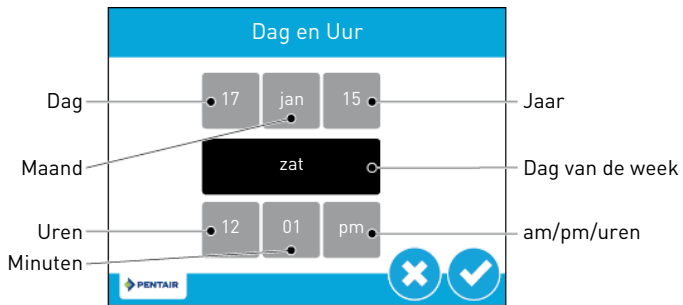 Dag en Uur
Dag 17 jan 15 Jaar
Maand zat Dag van de week
Uren 12 01 pm am/pm/uren
Minuten
PENTAIR